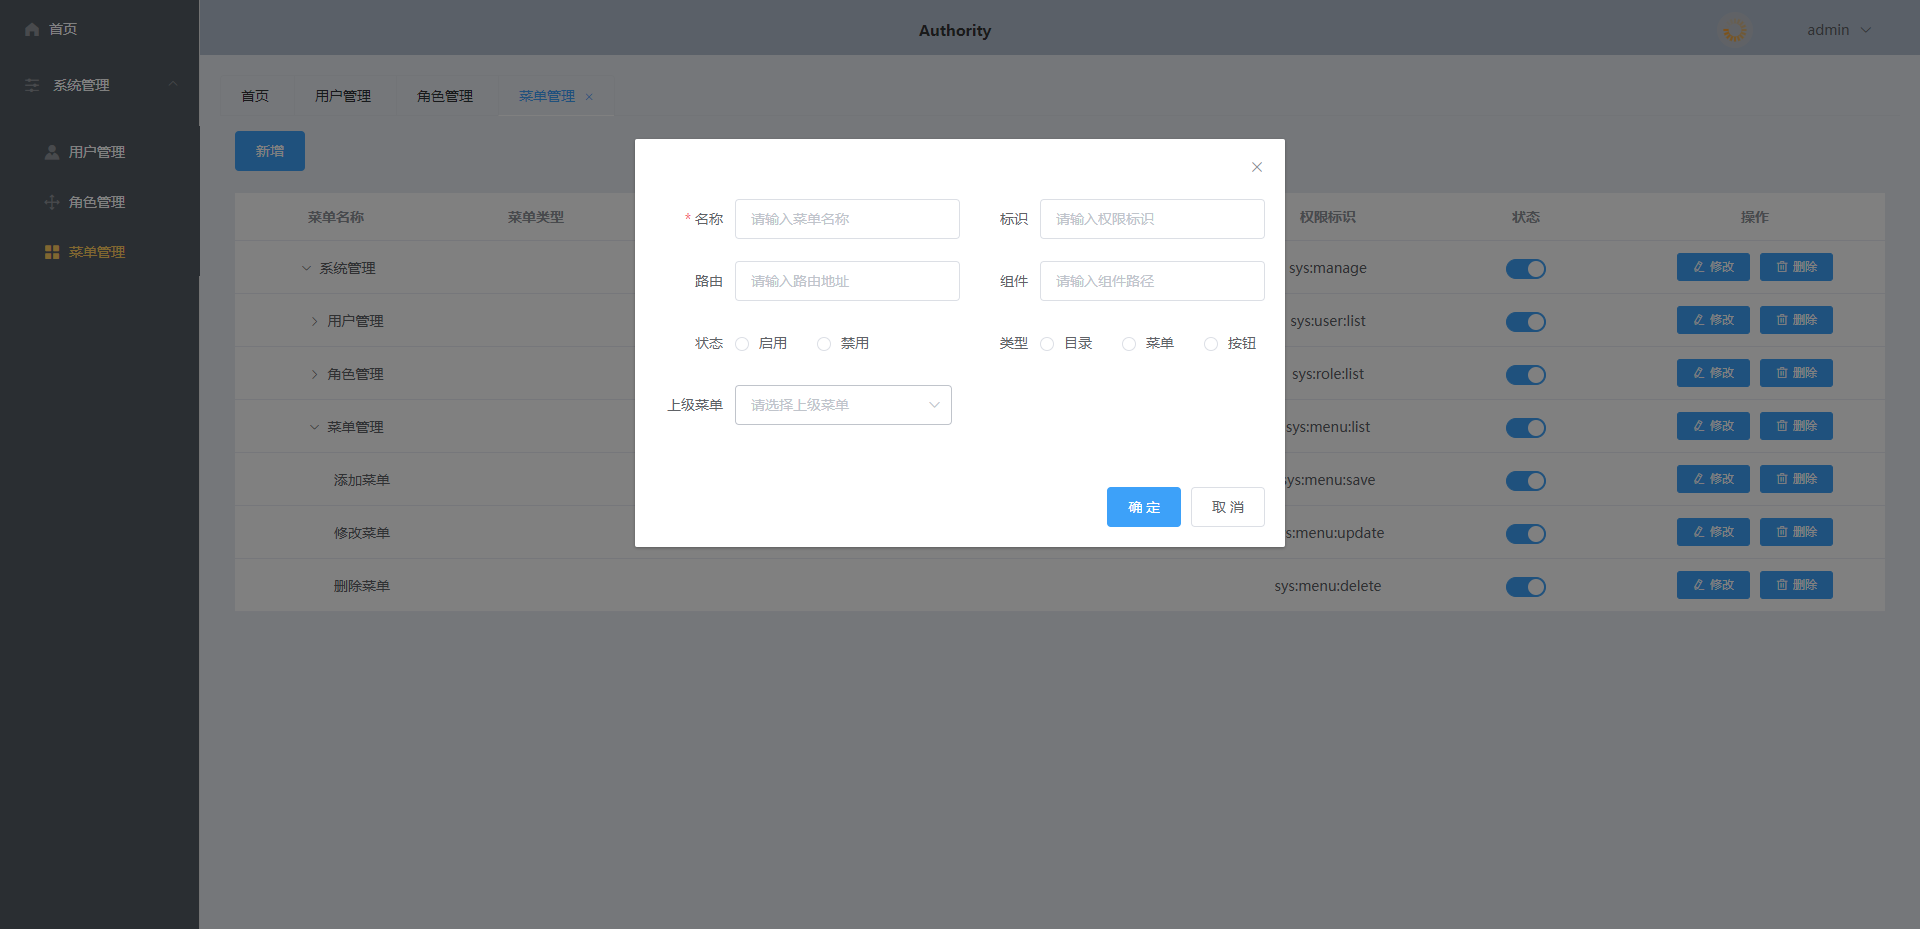 首页
系统管理
用户管理
角色管理
菜单管理
Authority
admin
首页 用户管理 角色管理 菜单管理 ×
新增
菜单名称 菜单类型 权限标识 状态 操作
系统管理 sys:manage 修改 删除
用户管理 sys:user:list 修改 删除
角色管理 sys:role:list 修改 删除
菜单管理 sys:menu:list 修改 删除
添加菜单 sys:menu:save 修改 删除
修改菜单 s:menu:update 修改 删除
删除菜单 sys:menu:delete 修改 删除
* 名称 请输入菜单名称 标识 请输入权限标识
路由 请输入路由地址 组件 请输入组件路径
状态 启用 禁用 类型 目录 菜单 按钮
上级菜单 请选择上级菜单
确 定 取 消